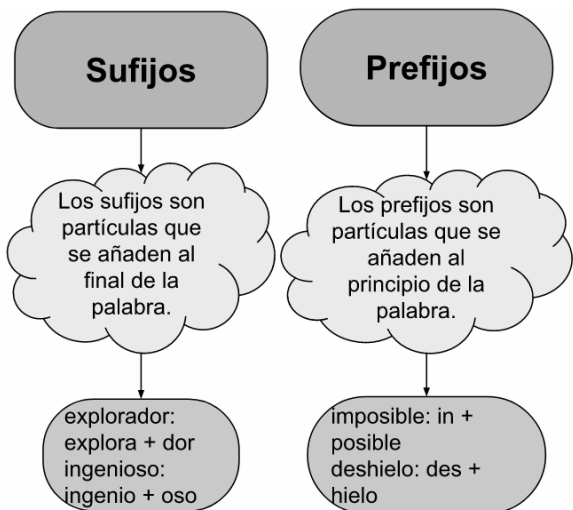 Sufijos
Los sufijos son
partículas que
se añaden al
final de la
palabra.
explorador:
explora + dor
ingenioso:
ingenio + oso
Prefijos
Los prefijos son
partículas que se
añaden al
principio de la
palabra.
imposible: in +
posible
deshielo: des +
hielo